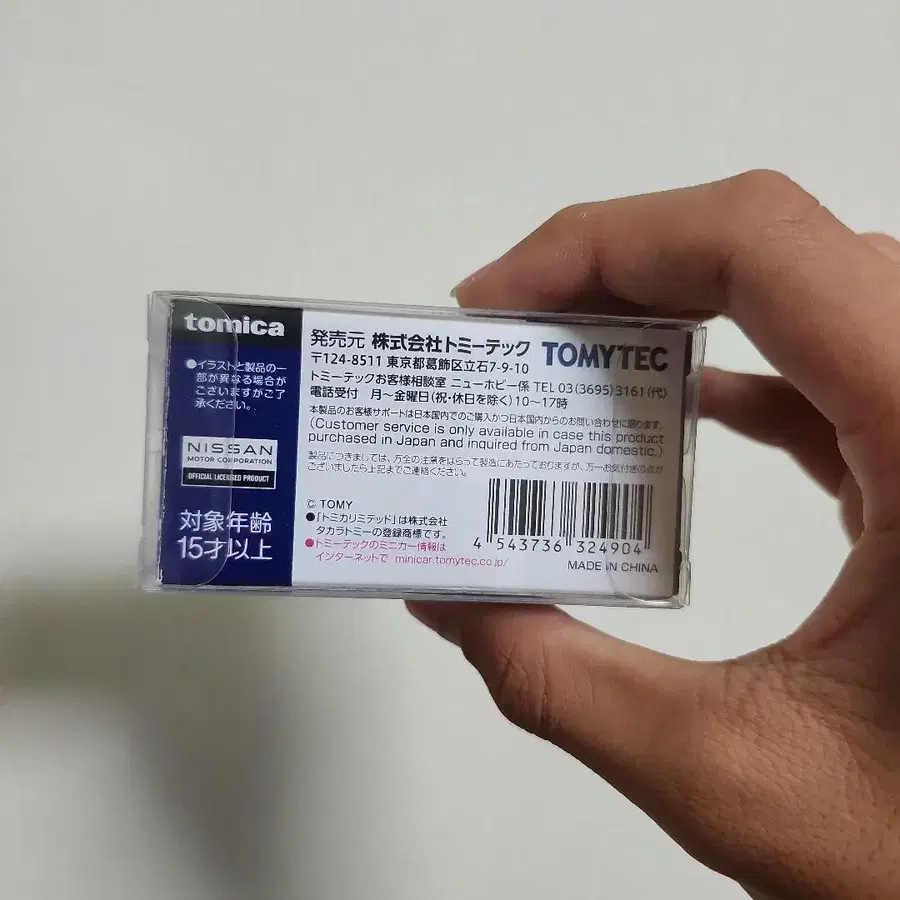 tomica
●イラストと製品の一
部が異なる場合が
ございますがご了
承ください。
NISSAN
MOTOR CORPORATION
OFFICIAL LICENSED PRODUCT
対象年齢
15才以上
発売元 株式会社トミーテック TOMYTEC
〒124-8511 東京都葛飾区立石7-9-10
トミーテックお客様相談室 ニューホビー係 TEL 03(3695)3161(代)
電話受付 月～金曜日(祝・休日を除く)10～17時
本製品のお客様サポートは日本国内でのご購入かつ日本国内からのお問い合わせに限ります。
(Customer service is only available in case this product
purchased in Japan and inquired from Japan domestic.)
製品につきましては、万全の注意をはらって製造にあたっておりますが、万一お気付きの点が
ございましたら上記までご連絡ください。
© TOMY
●「トミカリミテッド」は株式会社
タカラトミーの登録商標です。
●トミーテックのミニカー情報は
インターネットで minicar.tomytec.co.jp/
4 543736 324904
MADE IN CHINA